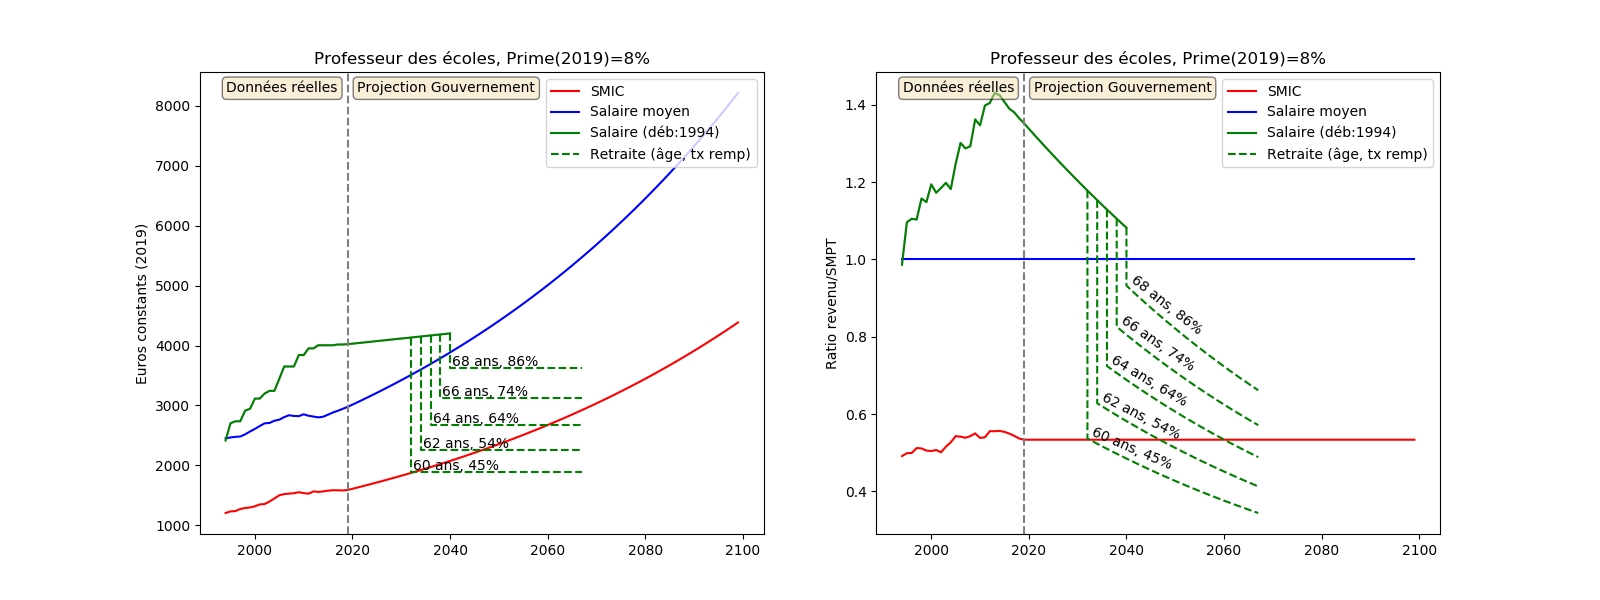 Professeur des écoles, Prime(2019)=8%
Données réelles
Projection Gouvernement
SMIC
Salaire moyen
Salaire (déb:1994)
Retraite (âge, tx remp)
Euros constants (2019)
8000
7000
6000
5000
4000
3000
2000
1000
68 ans, 86%
66 ans, 74%
64 ans, 64%
62 ans, 54%
60 ans, 45%
2000
2020
2040
2060
2080
2100
Professeur des écoles, Prime(2019)=8%
Données réelles
Projection Gouvernement
SMIC
Salaire moyen
Salaire (déb:1994)
Retraite (âge, tx remp)
Ratio revenu/SMPT
1.4
1.2
1.0
0.8
0.6
0.4
68 ans, 86%
66 ans, 74%
64 ans, 64%
62 ans, 54%
60 ans, 45%
2000
2020
2040
2060
2080
2100